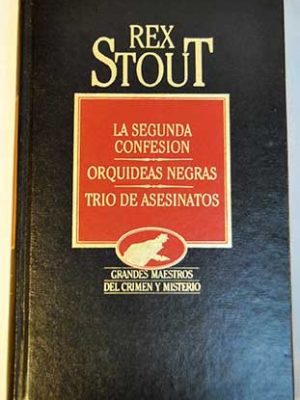 REX
STOUT
LA SEGUNDA
CONFESION
ORQUIDEAS NEGRAS
TRIO DE ASESINATOS
GRANDES MAESTROS
DEL CRIMEN Y MISTERIO